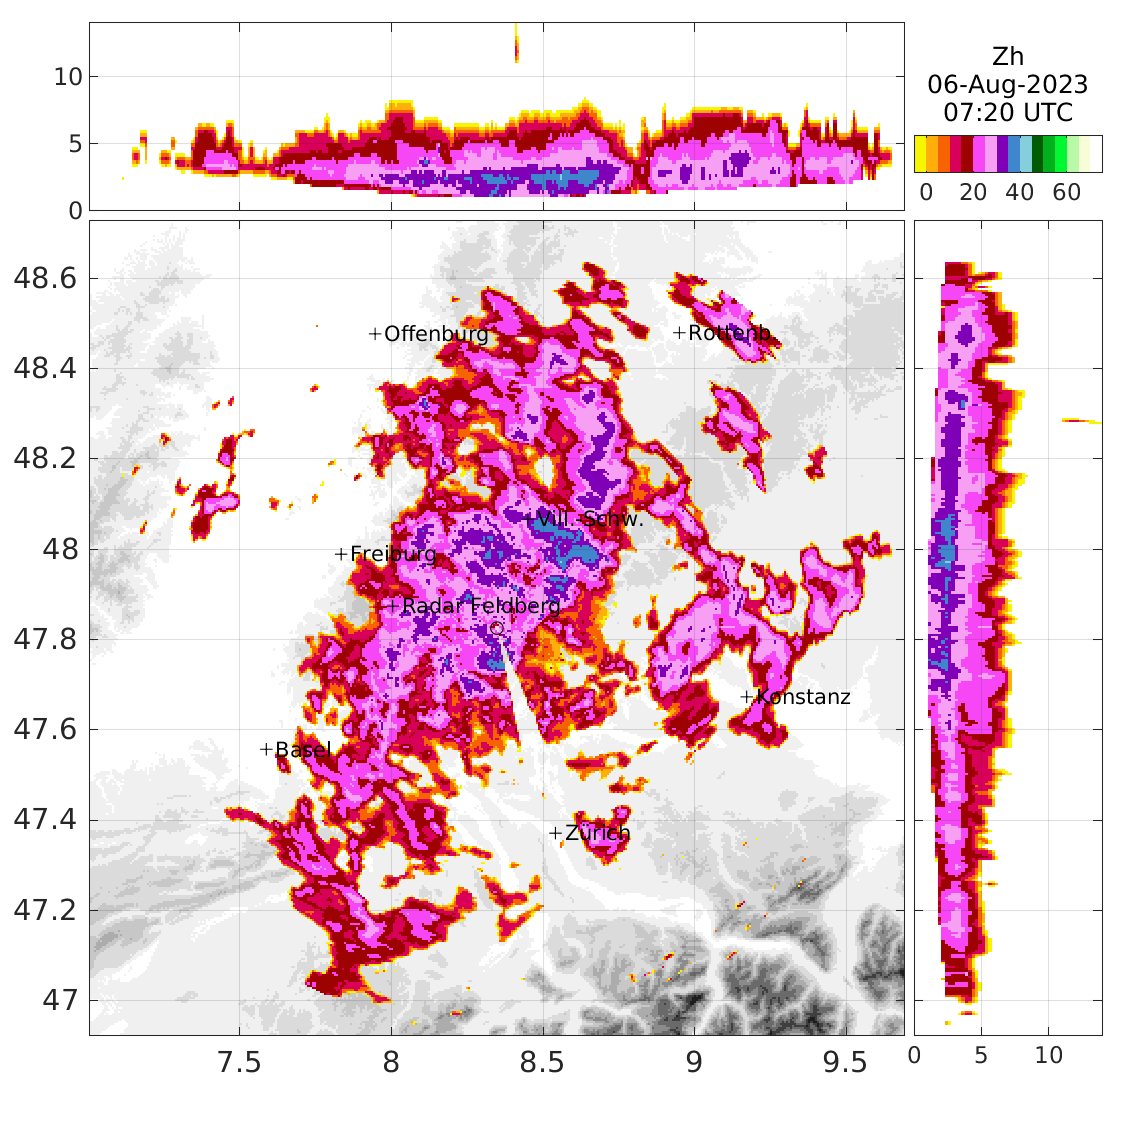 10
5
0
Zh
06-Aug-2023
07:20 UTC
0 20 40 60
48.6
48.4
48.2
48
47.8
47.6
47.4
47.2
47
+Offenburg
+Rottenb.
+Vill.-Schw.
+Freiburg
+Radar Feldberg
+Konstanz
+Basel
+Zürich
7.5 8 8.5 9 9.5
0 5 10